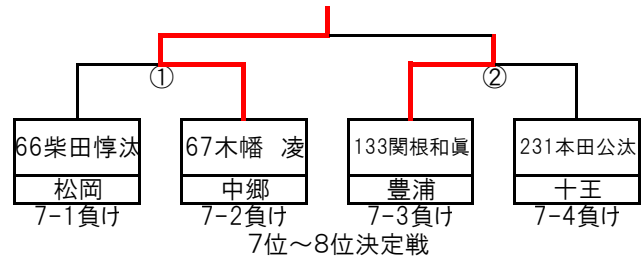 ① ②
66柴田惇汰 67木幡 凌 133関根和眞 231本田公汰
松岡 中郷 豊浦 十王
7-1負け 7-2負け 7-3負け 7-4負け
7位～8位決定戦